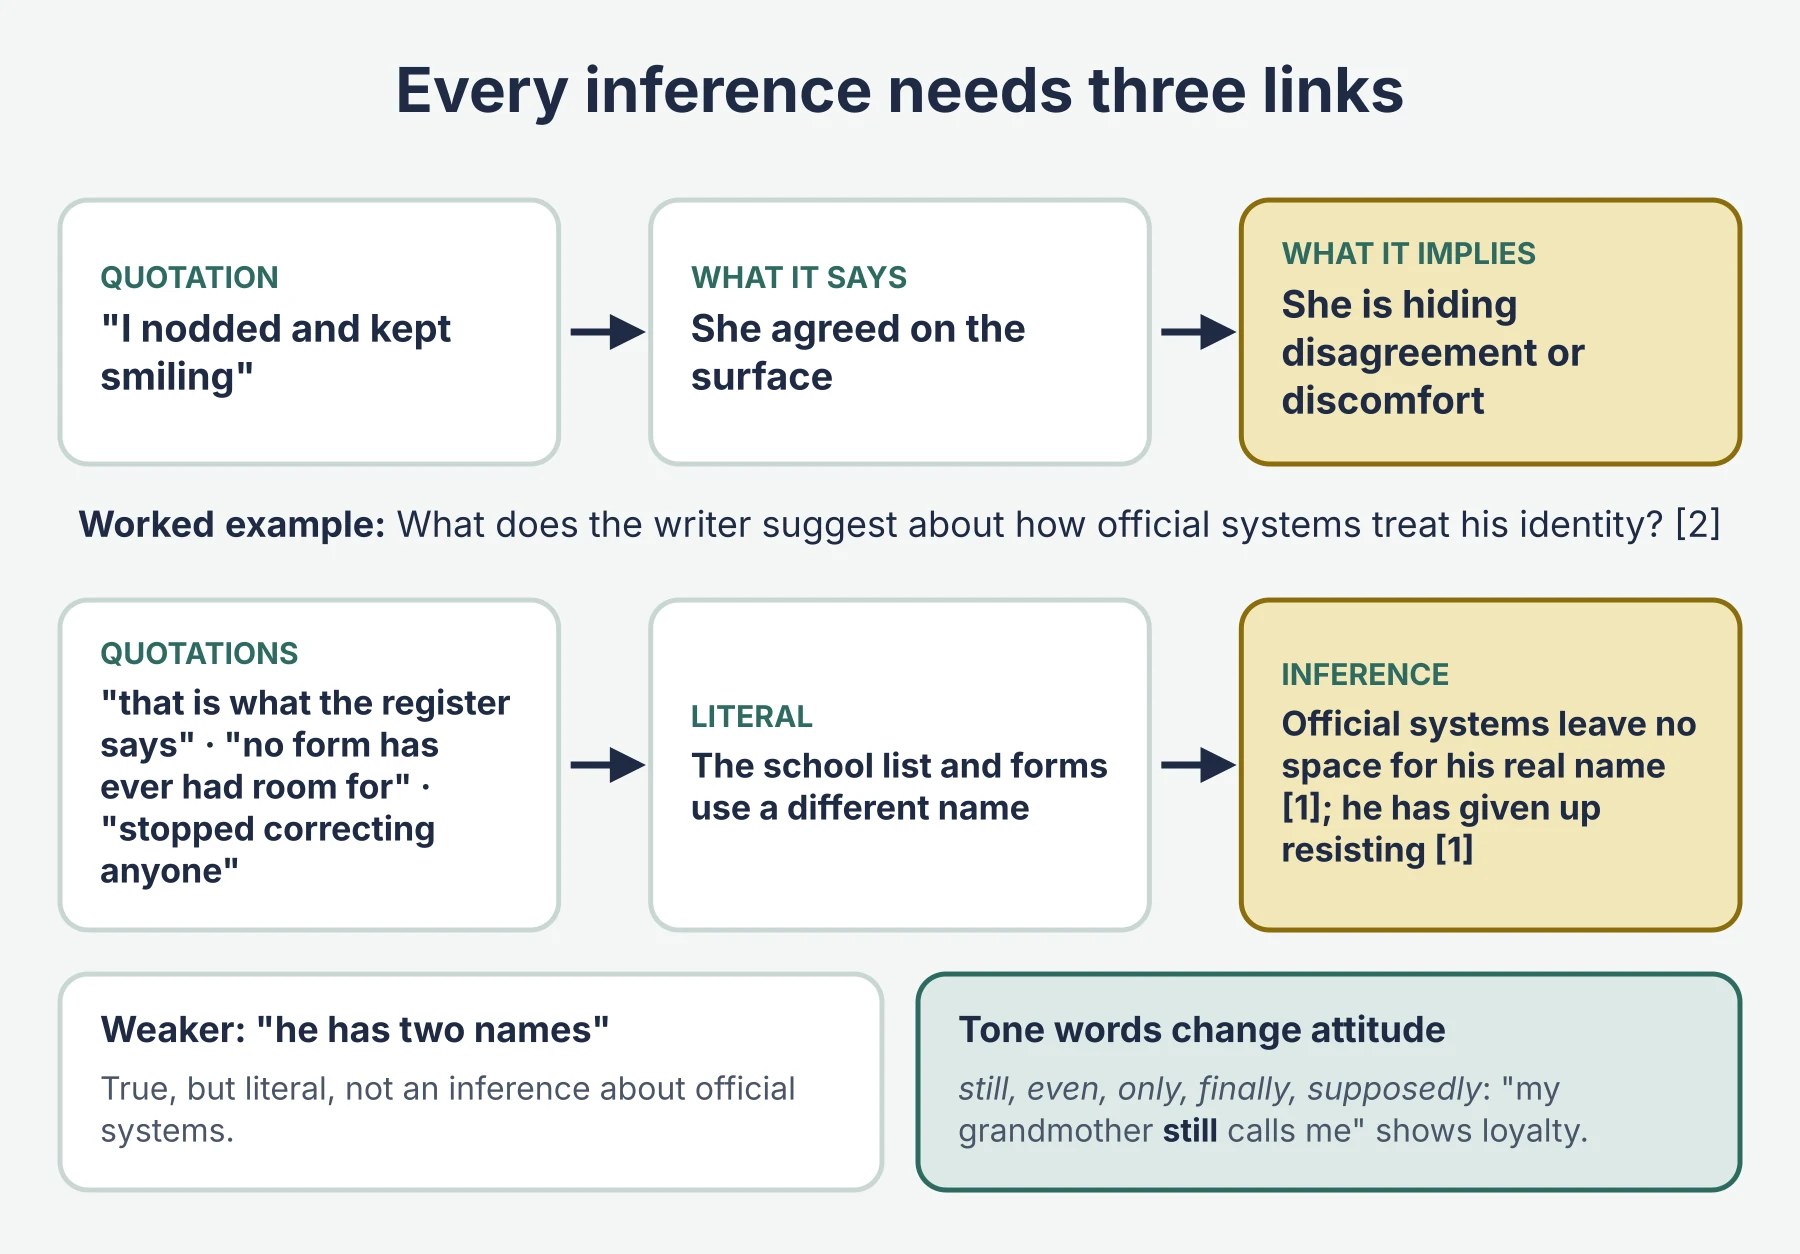 Every inference needs three links
QUOTATION
"I nodded and kept
smiling"
WHAT IT SAYS
She agreed on the
surface
WHAT IT IMPLIES
She is hiding
disagreement or
discomfort
Worked example: What does the writer suggest about how official systems treat his identity? [2]
QUOTATIONS
"that is what the register
says" · "no form has
ever had room for" ·
"stopped correcting
anyone"
LITERAL
The school list and forms
use a different name
INFERENCE
Official systems leave no
space for his real name
[1]; he has given up
resisting [1]
Weaker: "he has two names"
True, but literal, not an inference about official
systems.
Tone words change attitude
still, even, only, finally, supposedly: "my
grandmother still calls me" shows loyalty.